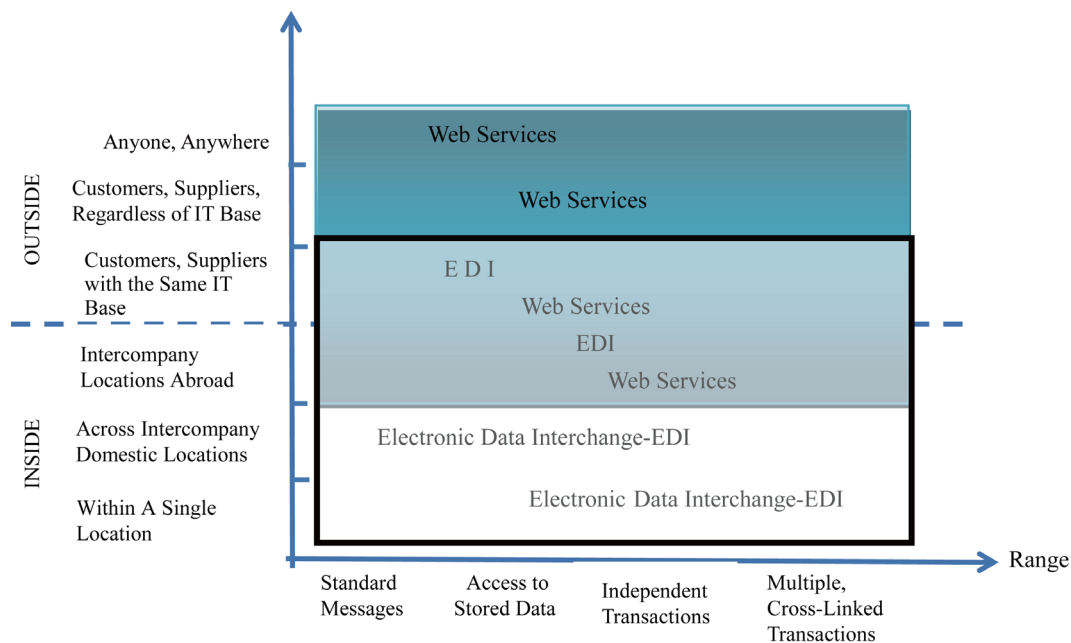 OUTSIDE
Anyone, Anywhere
Customers, Suppliers,
Regardless of IT Base
Customers, Suppliers
with the Same IT
Base
INSIDE
Intercompany
Locations Abroad
Across Intercompany
Domestic Locations
Within A Single
Location
Web Services
Web Services
E D I
Web Services
EDI
Web Services
Electronic Data Interchange-EDI
Electronic Data Interchange-EDI
Range
Standard
Messages
Access to
Stored Data
Independent
Transactions
Multiple,
Cross-Linked
Transactions